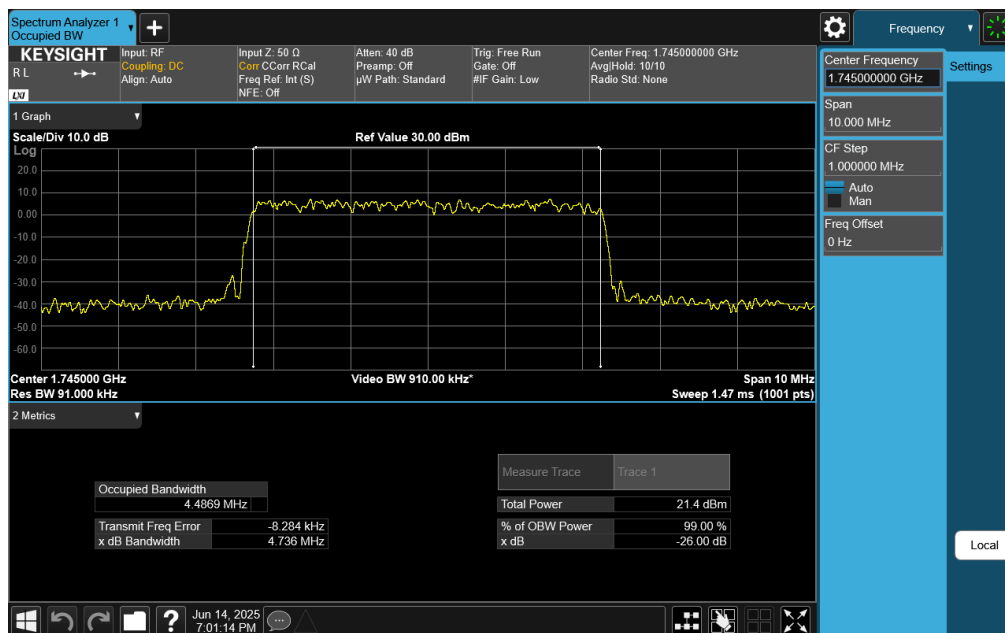 Spectrum Analyzer 1
Occupied BW
Frequency
KEYSIGHT
R L
LXI
Input: RF
Coupling: DC
Align: Auto
Input Z: 50 Ω
Corr CCorr RCal
Freq Ref: Int (S)
NFE: Off
Atten: 40 dB
Preamp: Off
µW Path: Standard
Trig: Free Run
Gate: Off
#IF Gain: Low
Center Freq: 1.745000000 GHz
Avg|Hold: 10/10
Radio Std: None
Center Frequency
1.745000000 GHz
Settings
Span
10.000 MHz
CF Step
1.000000 MHz
Auto
Man
Freq Offset
0 Hz
Local
1 Graph
Scale/Div 10.0 dB
Ref Value 30.00 dBm
Log
20.0
10.0
0.00
-10.0
-20.0
-30.0
-40.0
-50.0
-60.0
Center 1.745000 GHz
Video BW 910.00 kHz*
Span 10 MHz
Res BW 91.000 kHz
Sweep 1.47 ms (1001 pts)
2 Metrics
Measure Trace
Trace 1
Occupied Bandwidth
4.4869 MHz
Total Power
21.4 dBm
Transmit Freq Error
-8.284 kHz
% of OBW Power
99.00 %
x dB Bandwidth
4.736 MHz
x dB
-26.00 dB
?
Jun 14, 2025
7:01:14 PM